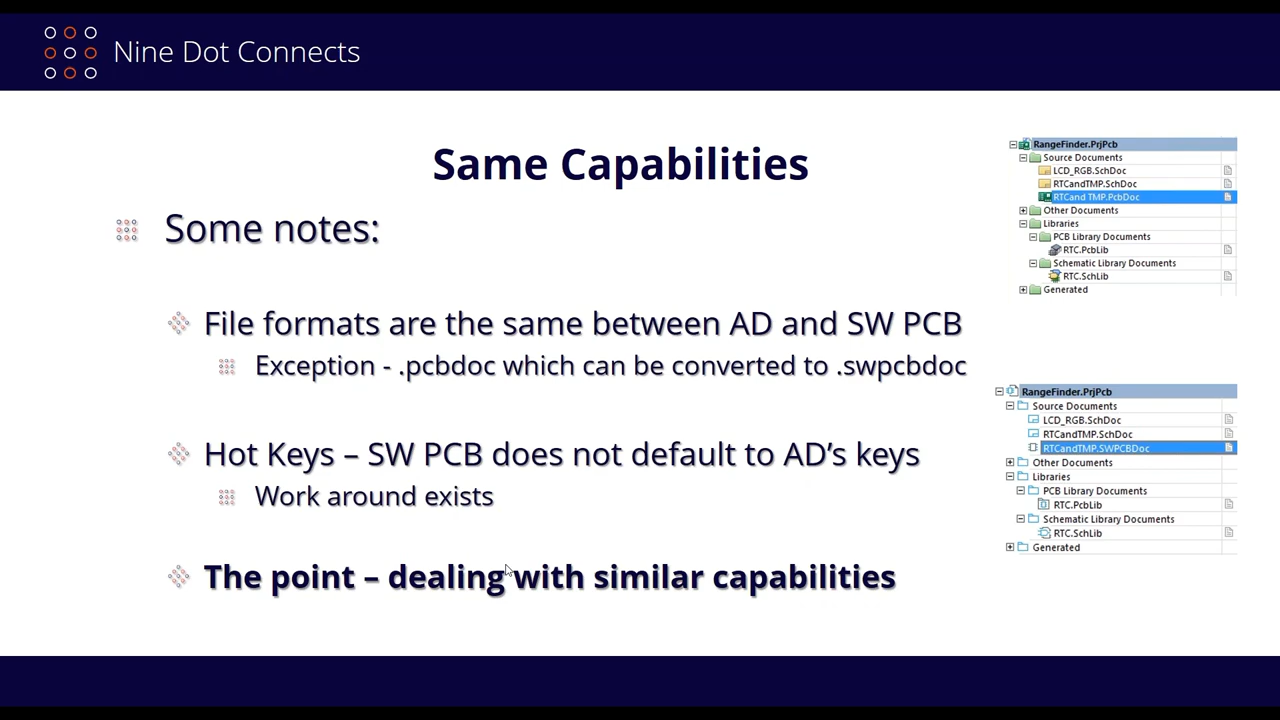 Nine Dot Connects
Same Capabilities
Some notes:
File formats are the same between AD and SW PCB
Exception - .pcbdoc which can be converted to .swpcbdoc
Hot Keys – SW PCB does not default to AD’s keys
Work around exists
The point – dealing with similar capabilities
RangeFinder.PrjPcb
Source Documents
LCD_RGB.SchDoc
RTCandTMP.SchDoc
RTCand TMP.PcbDoc
Other Documents
Libraries
PCB Library Documents
RTC.PcbLib
Schematic Library Documents
RTC.SchLib
Generated
RangeFinder.PrjPcb
Source Documents
LCD_RGB.SchDoc
RTCandTMP.SchDoc
RTCandTMP.SWPCBDoc
Other Documents
Libraries
PCB Library Documents
RTC.PcbLib
Schematic Library Documents
RTC.SchLib
Generated